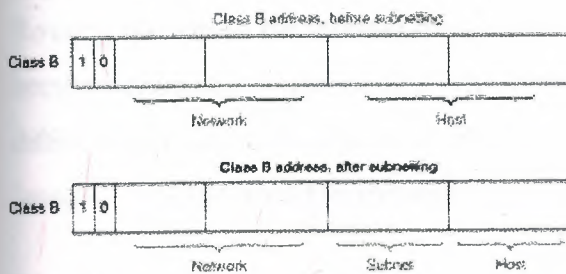 Class B address, before subnetting
Class B 1 0
Network Host
Class B address, after subnetting
Class B 1 0
Network Subnet Host